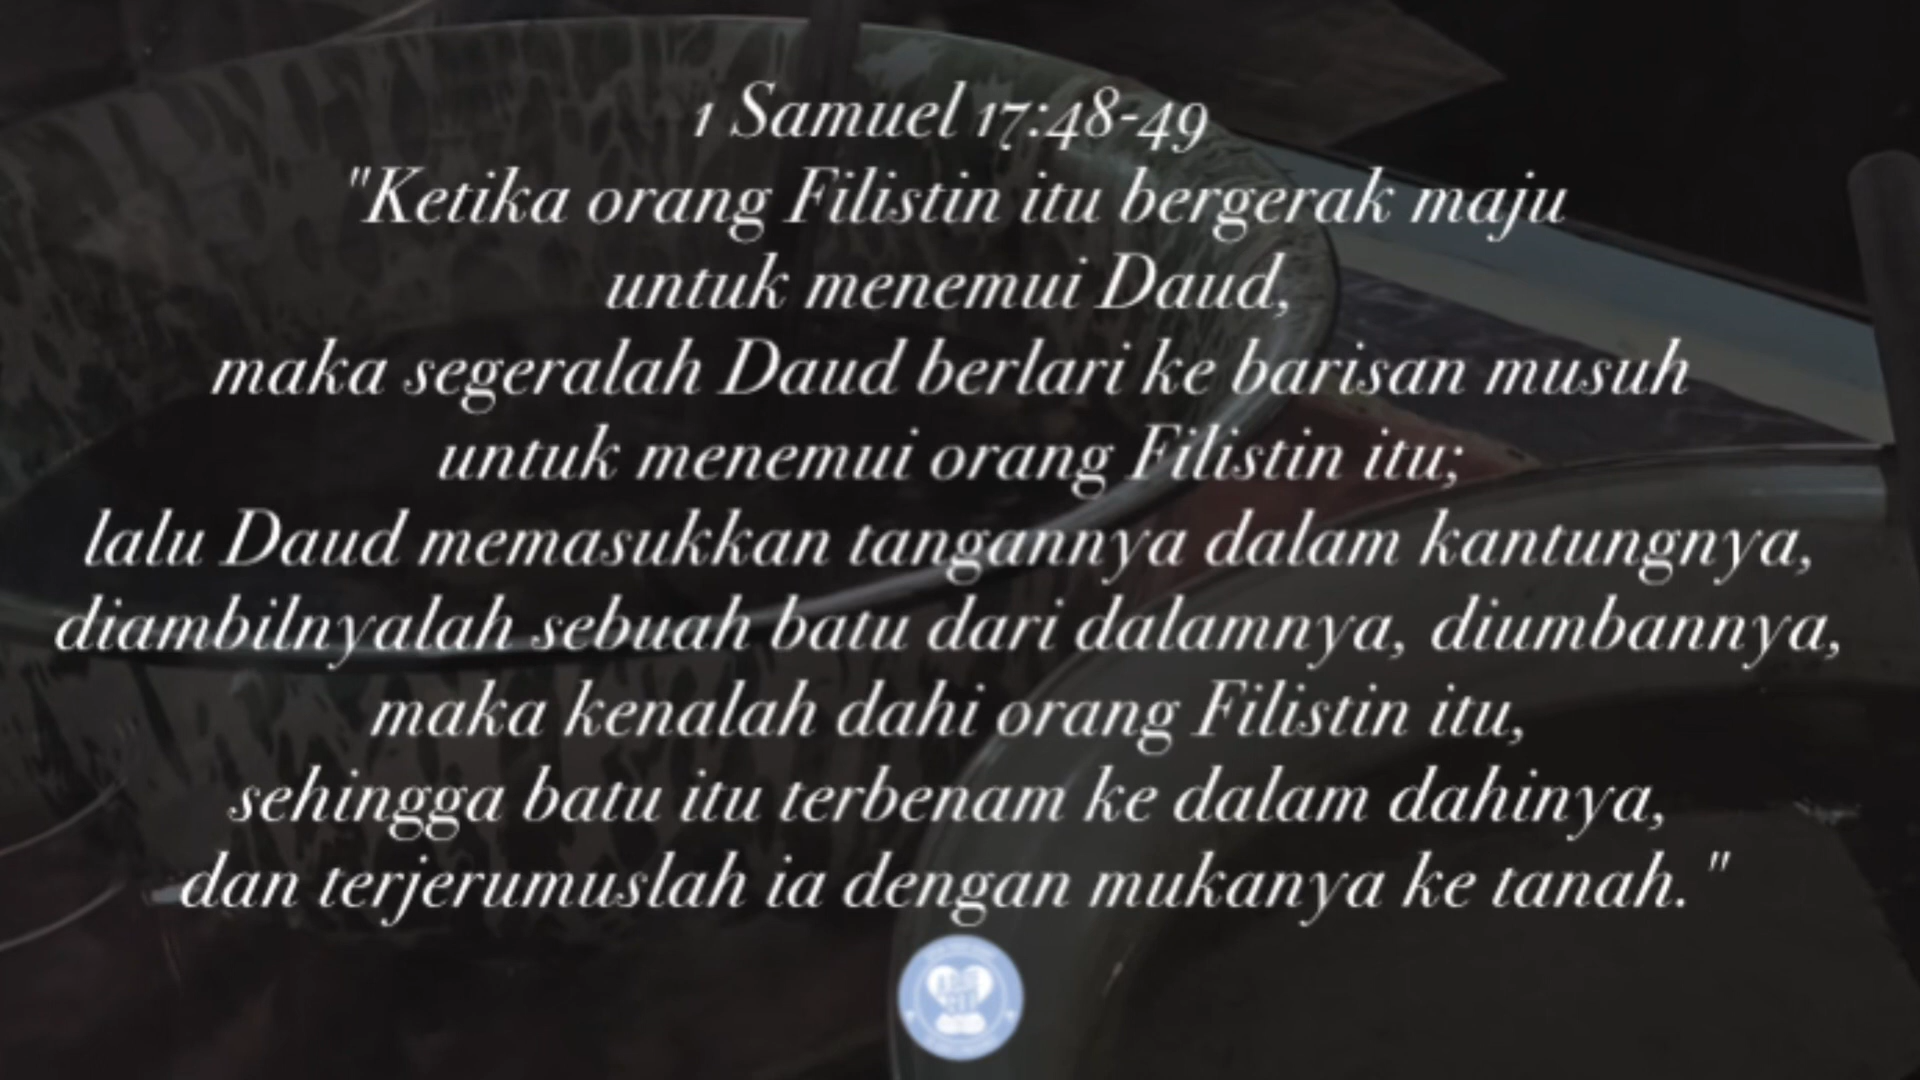 1 Samuel 17:48-49
"Ketika orang Filistin itu bergerak maju
untuk menemui Daud,
maka segeralah Daud berlari ke barisan musuh
untuk menemui orang Filistin itu;
lalu Daud memasukkan tangannya dalam kantungnya,
diambilnyalah sebuah batu dari dalamnya, diumbannya,
maka kenalah dahi orang Filistin itu,
sehingga batu itu terbenam ke dalam dahinya,
dan terjerumuslah ia dengan mukanya ke tanah."